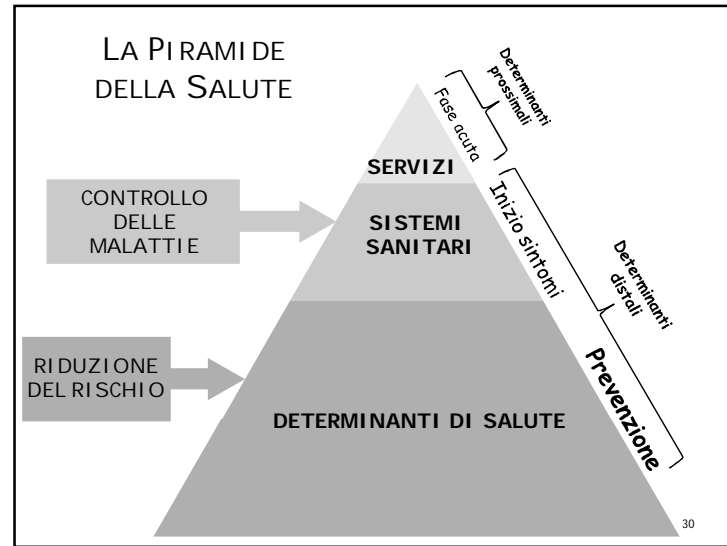 LA PIRAMIDE
DELLA SALUTE
Determinanti
prossimali
Fase acuta
SERVIZI
CONTROLLO
DELLE
MALATTIE
SISTEMI
SANITARI
Inizio sintomi
Determinanti
distali
RIDUZIONE
DEL RISCHIO
DETERMINANTI DI SALUTE
Prevenzione
30